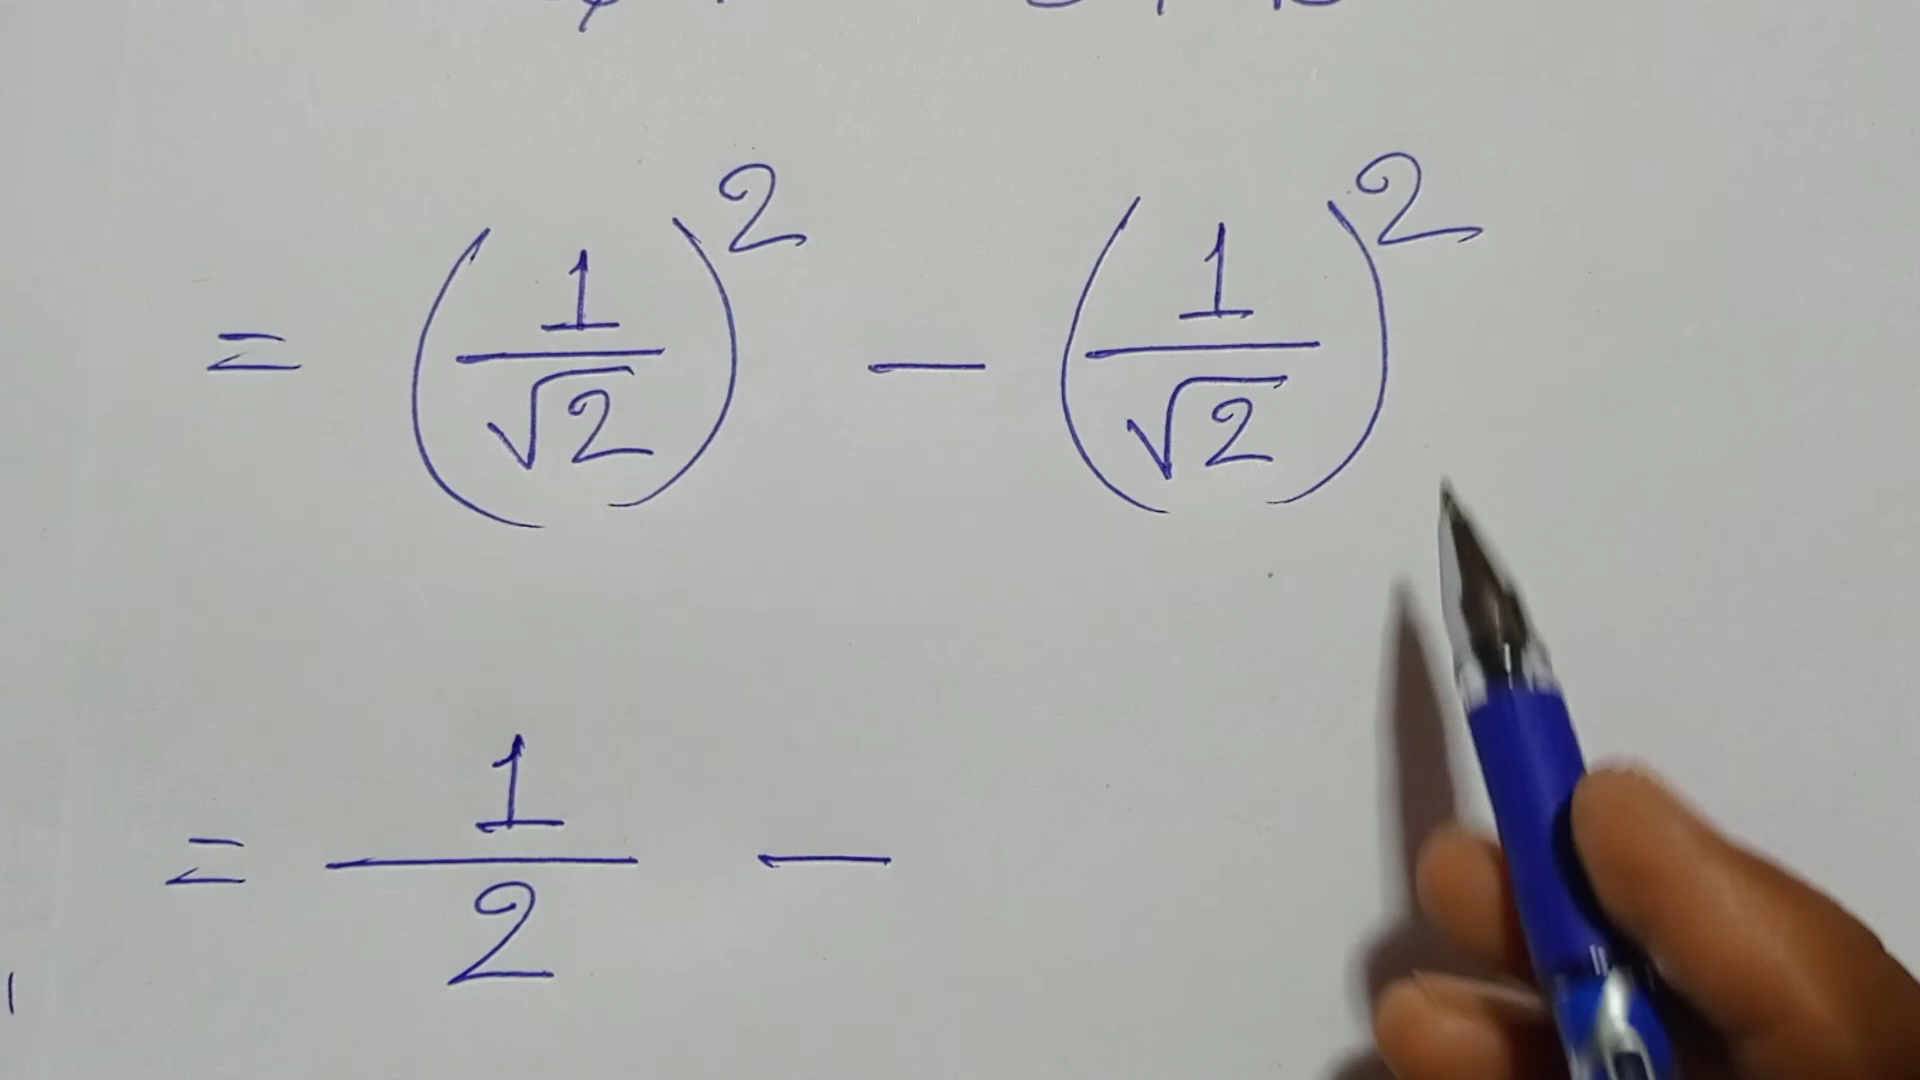 = (1/√2)² − (1/√2)²
= 1/2 −